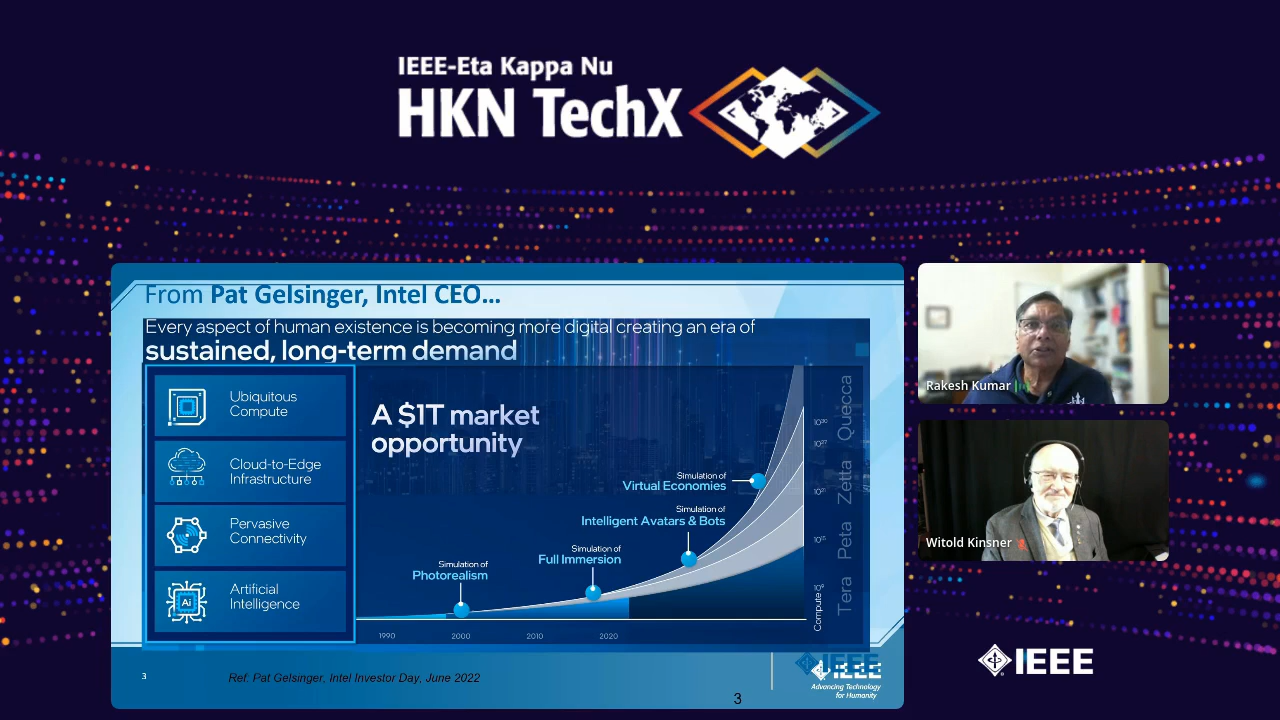 IEEE-Eta Kappa Nu
HKN TechX
From Pat Gelsinger, Intel CEO...
Every aspect of human existence is becoming more digital creating an era of
sustained, long-term demand
Ubiquitous
Compute
Cloud-to-Edge
Infrastructure
Pervasive
Connectivity
Ai
Artificial
Intelligence
A $1T market
opportunity
Simulation of
Photorealism
Simulation of
Full Immersion
Simulation of
Intelligent Avatars & Bots
Simulation of
Virtual Economies
1990
2000
2010
2020
Compute
Tera Peta Zetta Quecca
3
Ref: Pat Gelsinger, Intel Investor Day, June 2022
IEEE
Advancing Technology
for Humanity
3
Rakesh Kumar
Witold Kinsner
IEEE